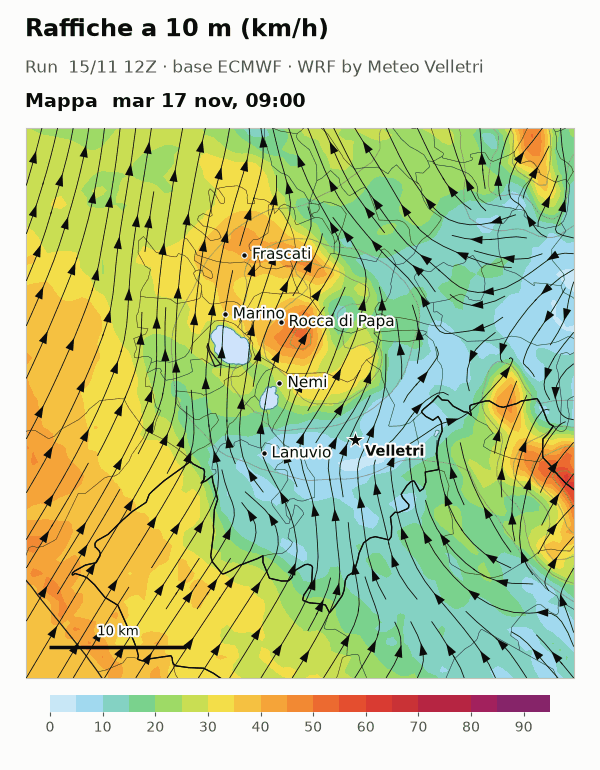 Raffiche a 10 m (km/h)
Run  15/11 12Z · base ECMWF · WRF by Meteo Velletri
Mappa  mar 17 nov, 09:00
Frascati
Marino
Rocca di Papa
Nemi
Velletri
Lanuvio
10 km
0 10 20 30 40 50 60 70 80 90